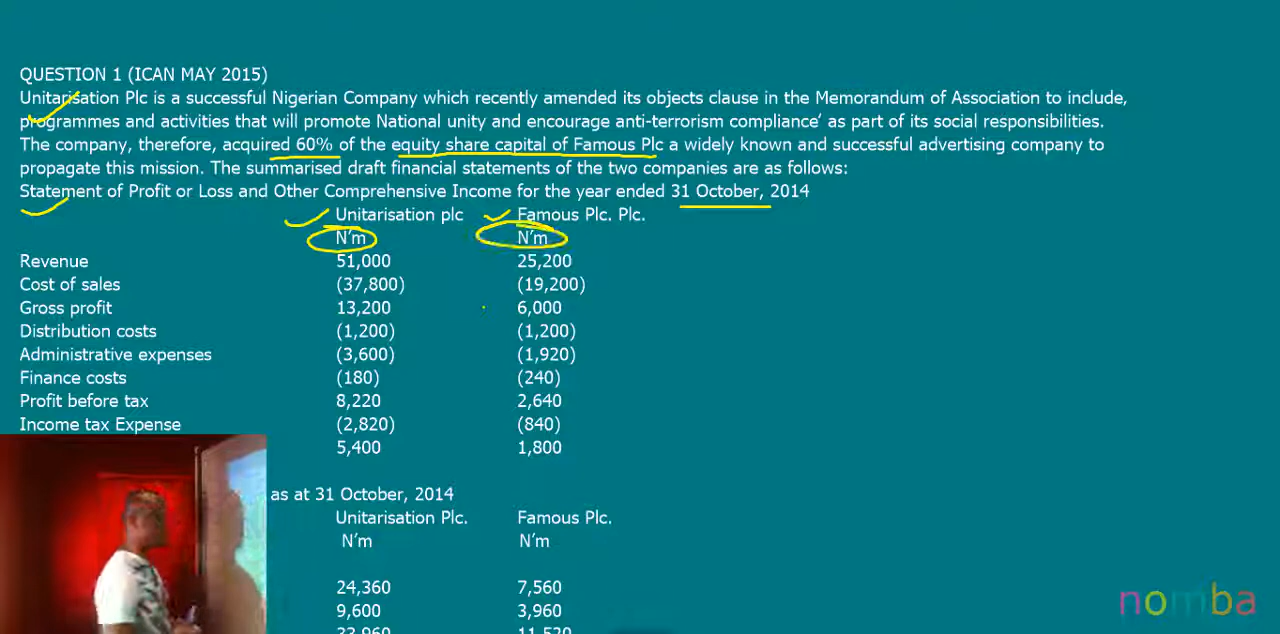 QUESTION 1 (ICAN MAY 2015)
Unitarisation Plc is a successful Nigerian Company which recently amended its objects clause in the Memorandum of Association to include,
programmes and activities that will promote National unity and encourage anti-terrorism compliance' as part of its social responsibilities.
The company, therefore, acquired 60% of the equity share capital of Famous Plc a widely known and successful advertising company to
propagate this mission. The summarised draft financial statements of the two companies are as follows:
Statement of Profit or Loss and Other Comprehensive Income for the year ended 31 October, 2014
Unitarisation plc Famous Plc. Plc.
N'm N'm
Revenue 51,000 25,200
Cost of sales (37,800) (19,200)
Gross profit 13,200 6,000
Distribution costs (1,200) (1,200)
Administrative expenses (3,600) (1,920)
Finance costs (180) (240)
Profit before tax 8,220 2,640
Income tax Expense (2,820) (840)
5,400 1,800
as at 31 October, 2014
Unitarisation Plc. Famous Plc.
N'm N'm
24,360 7,560
9,600 3,960
33,960 11,520
nomba